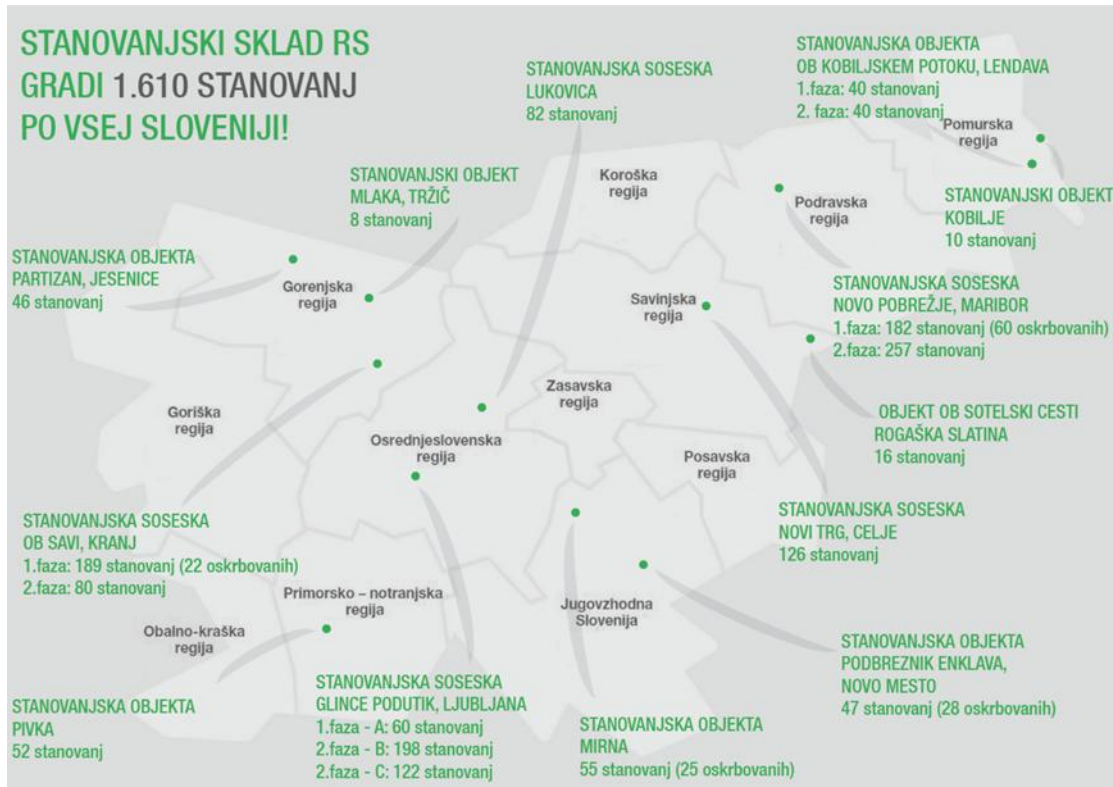 STANOVANJSKI SKLAD RS
GRADI 1.610 STANOVANJ
PO VSEJ SLOVENIJI!
STANOVANJSKA SOSESKA
LUKOVICA
82 stanovanj
STANOVANJSKA OBJEKTA
OB KOBILJSKEM POTOKU, LENDAVA
1.faza: 40 stanovanj
2. faza: 40 stanovanj
Pomurska
regija
STANOVANJSKI OBJEKT
MLAKA, TRŽIČ
8 stanovanj
Koroška
regija
Podravska
regija
STANOVANJSKI OBJEKT
KOBILJE
10 stanovanj
STANOVANJSKA OBJEKTA
PARTIZAN, JESENICE
46 stanovanj
Gorenjska
regija
Savinjska
regija
STANOVANJSKA SOSESKA
NOVO POBREŽJE, MARIBOR
1.faza: 182 stanovanj (60 oskrbovanih)
2.faza: 257 stanovanj
Goriška
regija
Zasavska
regija
OBJEKT OB SOTELSKI CESTI
ROGAŠKA SLATINA
16 stanovanj
Osrednjeslovenska
regija
Posavska
regija
STANOVANJSKA SOSESKA
NOVI TRG, CELJE
126 stanovanj
STANOVANJSKA SOSESKA
OB SAVI, KRANJ
1.faza: 189 stanovanj (22 oskrbovanih)
2.faza: 80 stanovanj
Primorsko – notranjska
regija
Jugovzhodna
Slovenija
Obalno-kraška
regija
STANOVANJSKA OBJEKTA
PODBREZNIK ENKLAVA,
NOVO MESTO
47 stanovanj (28 oskrbovanih)
STANOVANJSKA OBJEKTA
PIVKA
52 stanovanj
STANOVANJSKA SOSESKA
GLINCE PODUTIK, LJUBLJANA
1.faza - A: 60 stanovanj
2.faza - B: 198 stanovanj
2.faza - C: 122 stanovanj
STANOVANJSKA OBJEKTA
MIRNA
55 stanovanj (25 oskrbovanih)